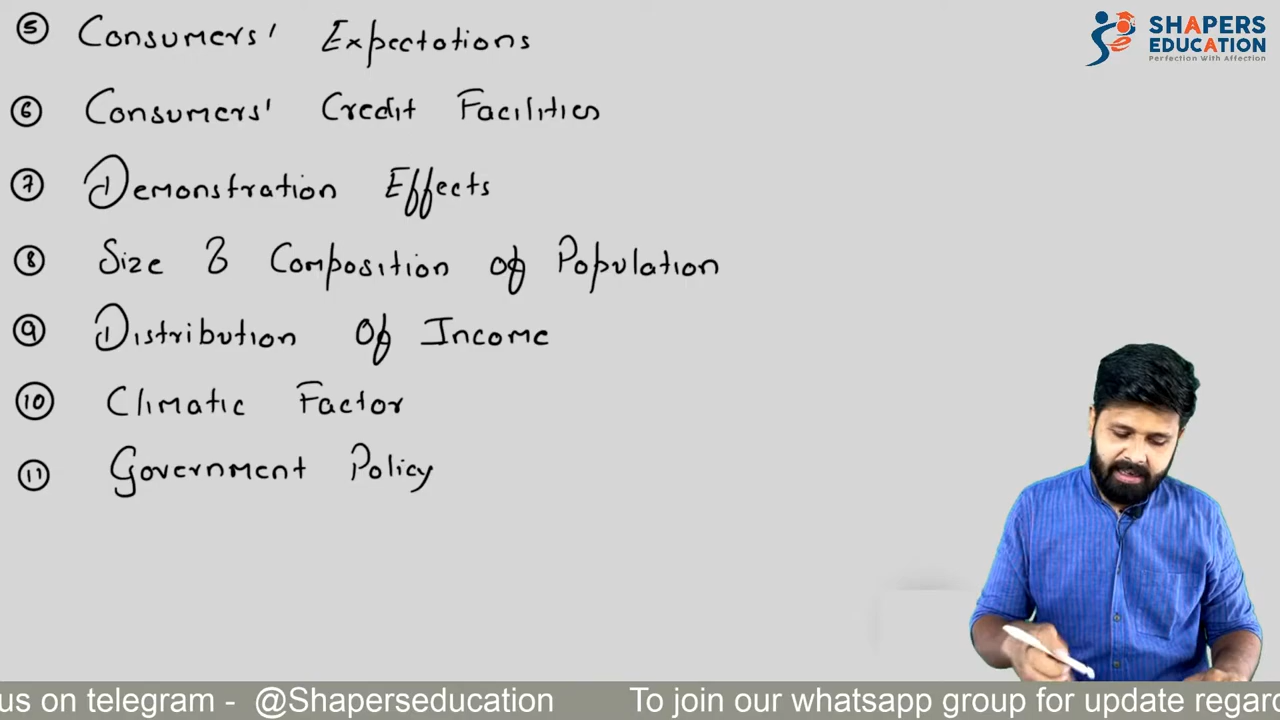 SHAPERS
EDUCATION
Perfection With Affection
⑤ Consumers' Expectations
⑥ Consumers' Credit Facilities
⑦ Demonstration Effects
⑧ Size & Composition of Population
⑨ Distribution Of Income
⑩ Climatic Factor
⑪ Government Policy
us on telegram - @Shaperseducation To join our whatsapp group for update regard